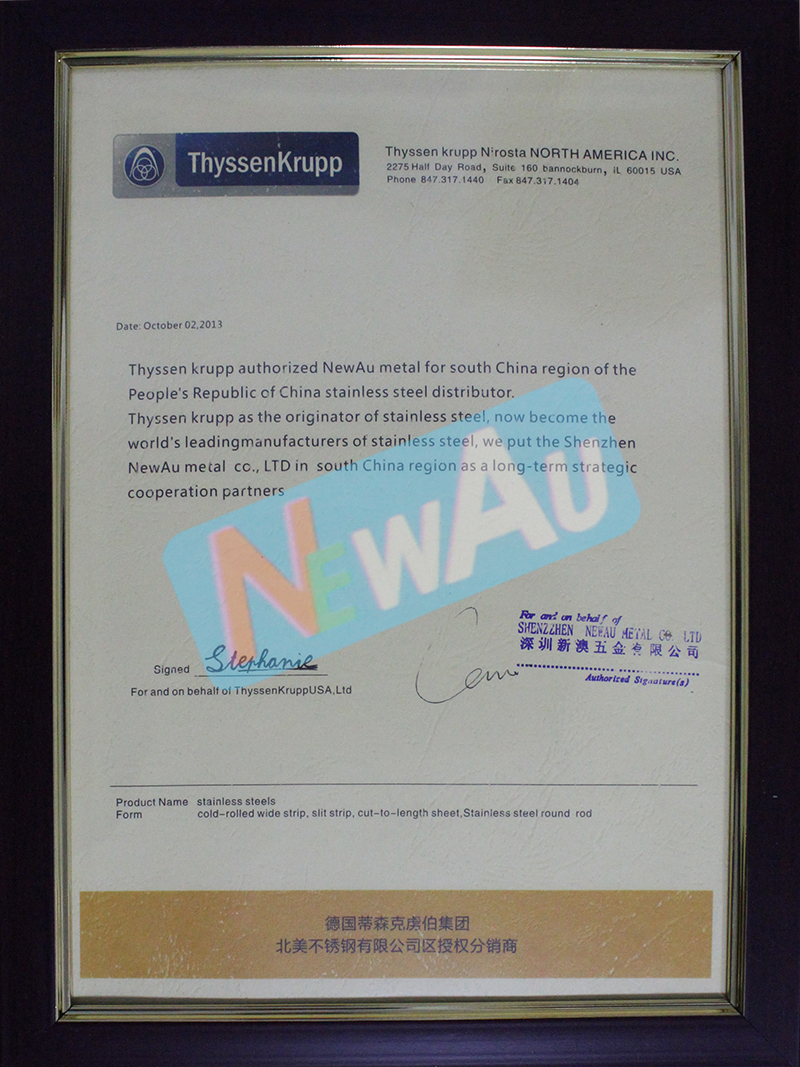 ThyssenKrupp
Thyssen krupp Nirosta NORTH AMERICA INC.
2275 Half Day Road, Suite 160 bannockburn, IL 60015 USA
Phone 847.317.1440 Fax 847.317.1404
Date: October 02,2013
Thyssen krupp authorized NewAu metal for south China region of the
People's Republic of China stainless steel distributor.
Thyssen krupp as the originator of stainless steel, now become the
world's leadingmanufacturers of stainless steel, we put the Shenzhen
NewAu metal co., LTD in south China region as a long-term strategic
cooperation partners
NEWAU
For and on behalf of
SHENZHEN NEWAU METAL CO. LTD
深圳新澳五金有限公司
Authorized Signature(s)
Signed Stephanie
For and on behalf of ThyssenKruppUSA,Ltd
Product Name stainless steels
Form cold-rolled wide strip, slit strip, cut-to-length sheet,Stainless steel round rod
德国蒂森克虏伯集团
北美不锈钢有限公司区授权分销商